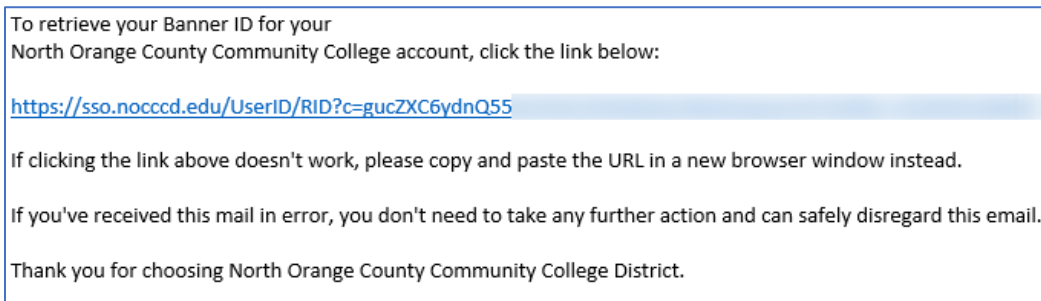 To retrieve your Banner ID for your
North Orange County Community College account, click the link below:
https://sso.nocccd.edu/UserID/RID?c=gucZXC6ydnQ55
If clicking the link above doesn't work, please copy and paste the URL in a new browser window instead.
If you've received this mail in error, you don't need to take any further action and can safely disregard this email.
Thank you for choosing North Orange County Community College District.